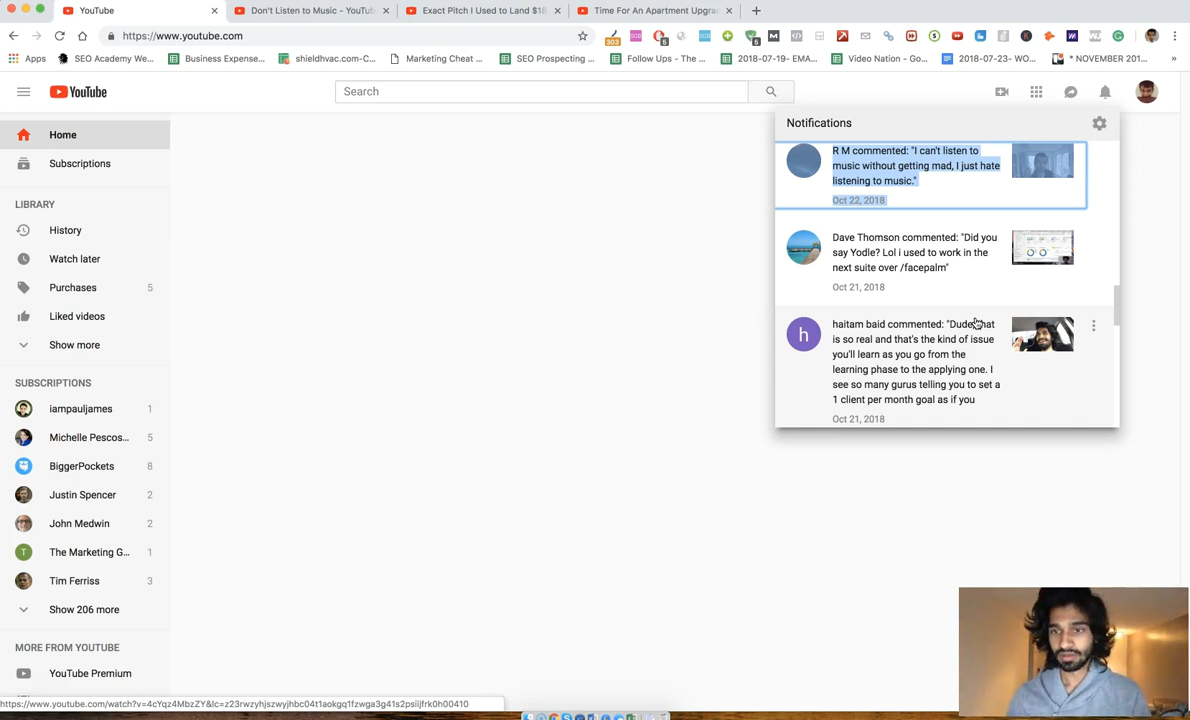 YouTube
Don't Listen to Music - YouTub
Exact Pitch I Used to Land $18
Time For An Apartment Upgra
https://www.youtube.com
303
5
5
Apps
SEO Academy We...
Business Expense...
shieldhvac.com-C...
Marketing Cheat ...
SEO Prospecting ...
Follow Ups - The ...
2018-07-19- EMA...
Video Nation - Go...
2018-07-23- WO...
* NOVEMBER 201...
»
YouTube
Search
Home
Subscriptions
LIBRARY
History
Watch later
Purchases 5
Liked videos
Show more
SUBSCRIPTIONS
iampauljames 1
Michelle Pescos... 5
BiggerPockets 8
Justin Spencer 2
John Medwin 2
T The Marketing G... 1
Tim Ferriss 3
Show 206 more
MORE FROM YOUTUBE
YouTube Premium
Notifications
R M commented: "I can't listen to
music without getting mad, I just hate
listening to music."
Oct 22, 2018
Dave Thomson commented: "Did you
say Yodle? Lol i used to work in the
next suite over /facepalm"
Oct 21, 2018
h
haitam baid commented: "Dude that
is so real and that's the kind of issue
you'll learn as you go from the
learning phase to the applying one. I
see so many gurus telling you to set a
1 client per month goal as if you
Oct 21, 2018
https://www.youtube.com/watch?v=4cYqz4MbzZY&lc=z23rwzyhjszwyjhbc04t1aokgq1fzwga3g41s2psiijfrk0h00410